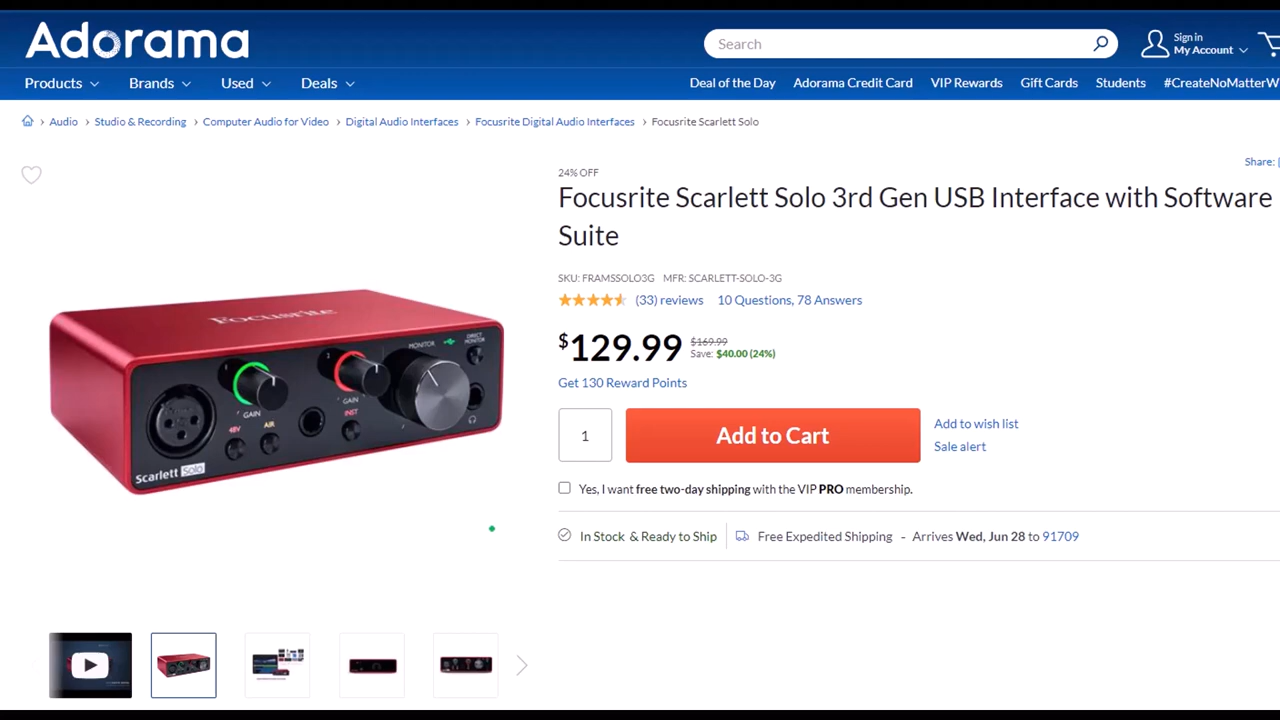 Adorama
Search
Sign in
My Account
Products
Brands
Used
Deals
Deal of the Day
Adorama Credit Card
VIP Rewards
Gift Cards
Students
#CreateNoMatterW
Audio > Studio & Recording > Computer Audio for Video > Digital Audio Interfaces > Focusrite Digital Audio Interfaces > Focusrite Scarlett Solo
Share:
24% OFF
Focusrite Scarlett Solo 3rd Gen USB Interface with Software
Suite
SKU: FRAMSSOLO3G MFR: SCARLETT-SOLO-3G
(33) reviews 10 Questions, 78 Answers
$129.99 $169.99
Save: $40.00 (24%)
Get 130 Reward Points
1
Add to Cart
Add to wish list
Sale alert
Yes, I want free two-day shipping with the VIP PRO membership.
In Stock & Ready to Ship
Free Expedited Shipping - Arrives Wed, Jun 28 to 91709
Focusrite
MONITOR
DIRECT
MONITOR
1
2
GAIN
GAIN
48V
AIR
INST
Scarlett Solo